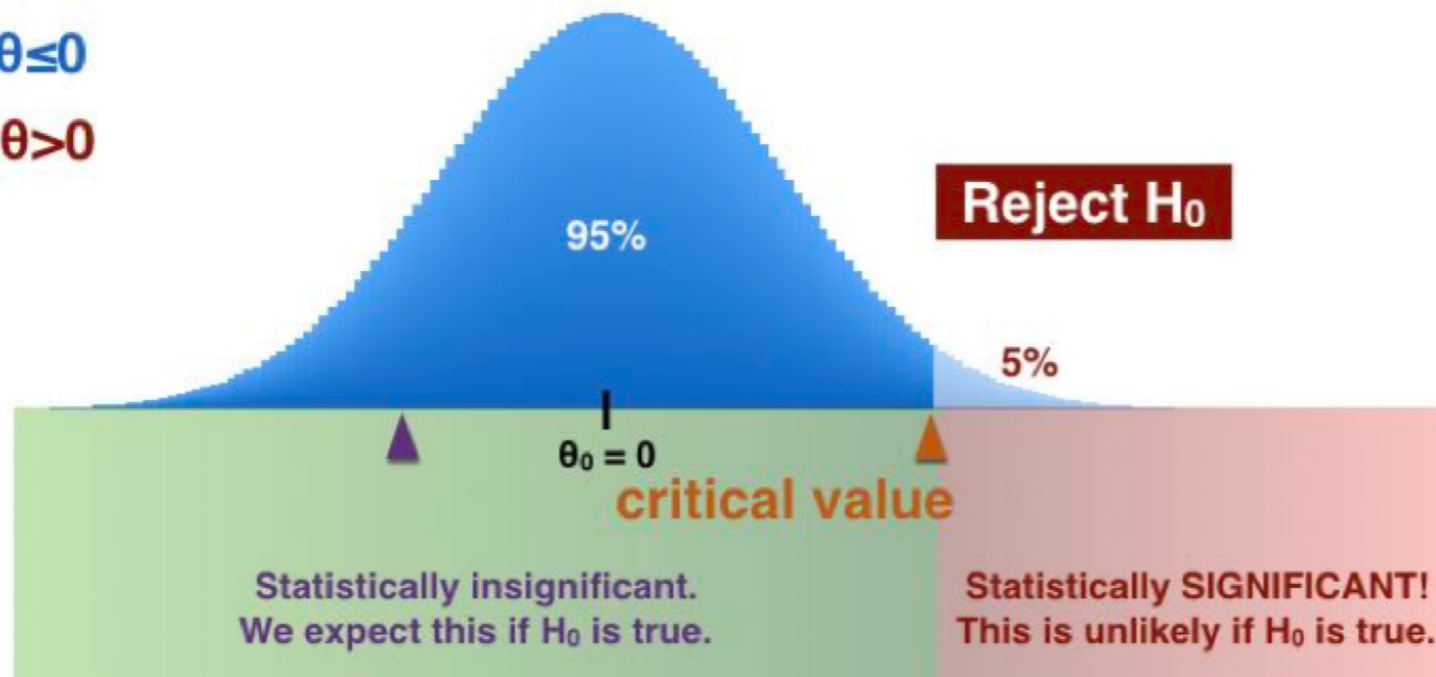 θ≤0
θ>0
Reject H₀
95%
5%
θ₀ = 0
critical value
Statistically insignificant.
We expect this if H₀ is true.
Statistically SIGNIFICANT!
This is unlikely if H₀ is true.